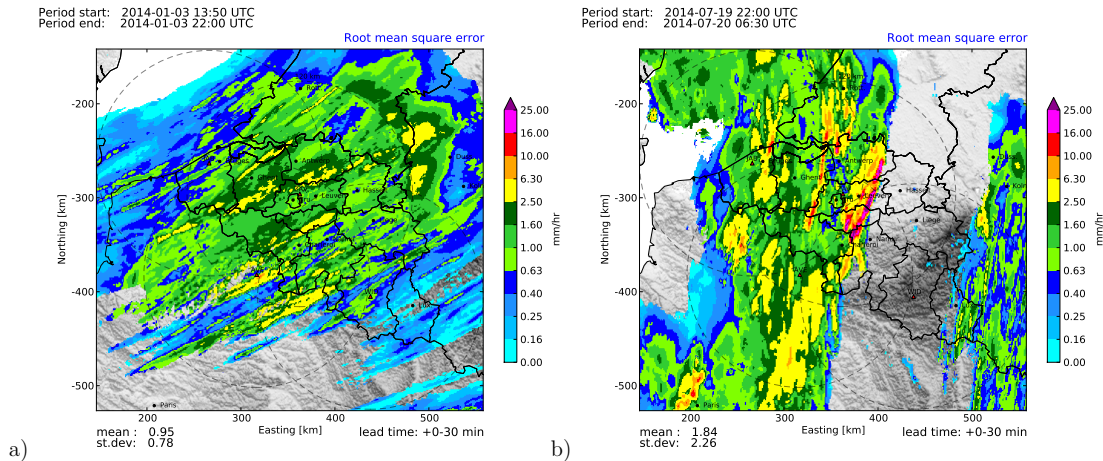 Period start: 2014-01-03 13:50 UTC
Period end: 2014-01-03 22:00 UTC
Root mean square error
-200
-300
-400
-500
Northing [km]
200
300
400
500
Easting [km]
Antwerp
Leuven
Paris
25.00
16.00
10.00
6.30
2.50
1.60
1.00
0.63
0.40
0.25
0.16
0.00
mm/hr
mean : 0.95
st.dev: 0.78
lead time: +0-30 min
a)
Period start: 2014-07-19 22:00 UTC
Period end: 2014-07-20 06:30 UTC
Root mean square error
-200
-300
-400
-500
Northing [km]
200
300
400
500
Easting [km]
Antwerp
Ghent
Liege
Paris
25.00
16.00
10.00
6.30
2.50
1.60
1.00
0.63
0.40
0.25
0.16
0.00
mm/hr
mean : 1.84
st.dev: 2.26
lead time: +0-30 min
b)